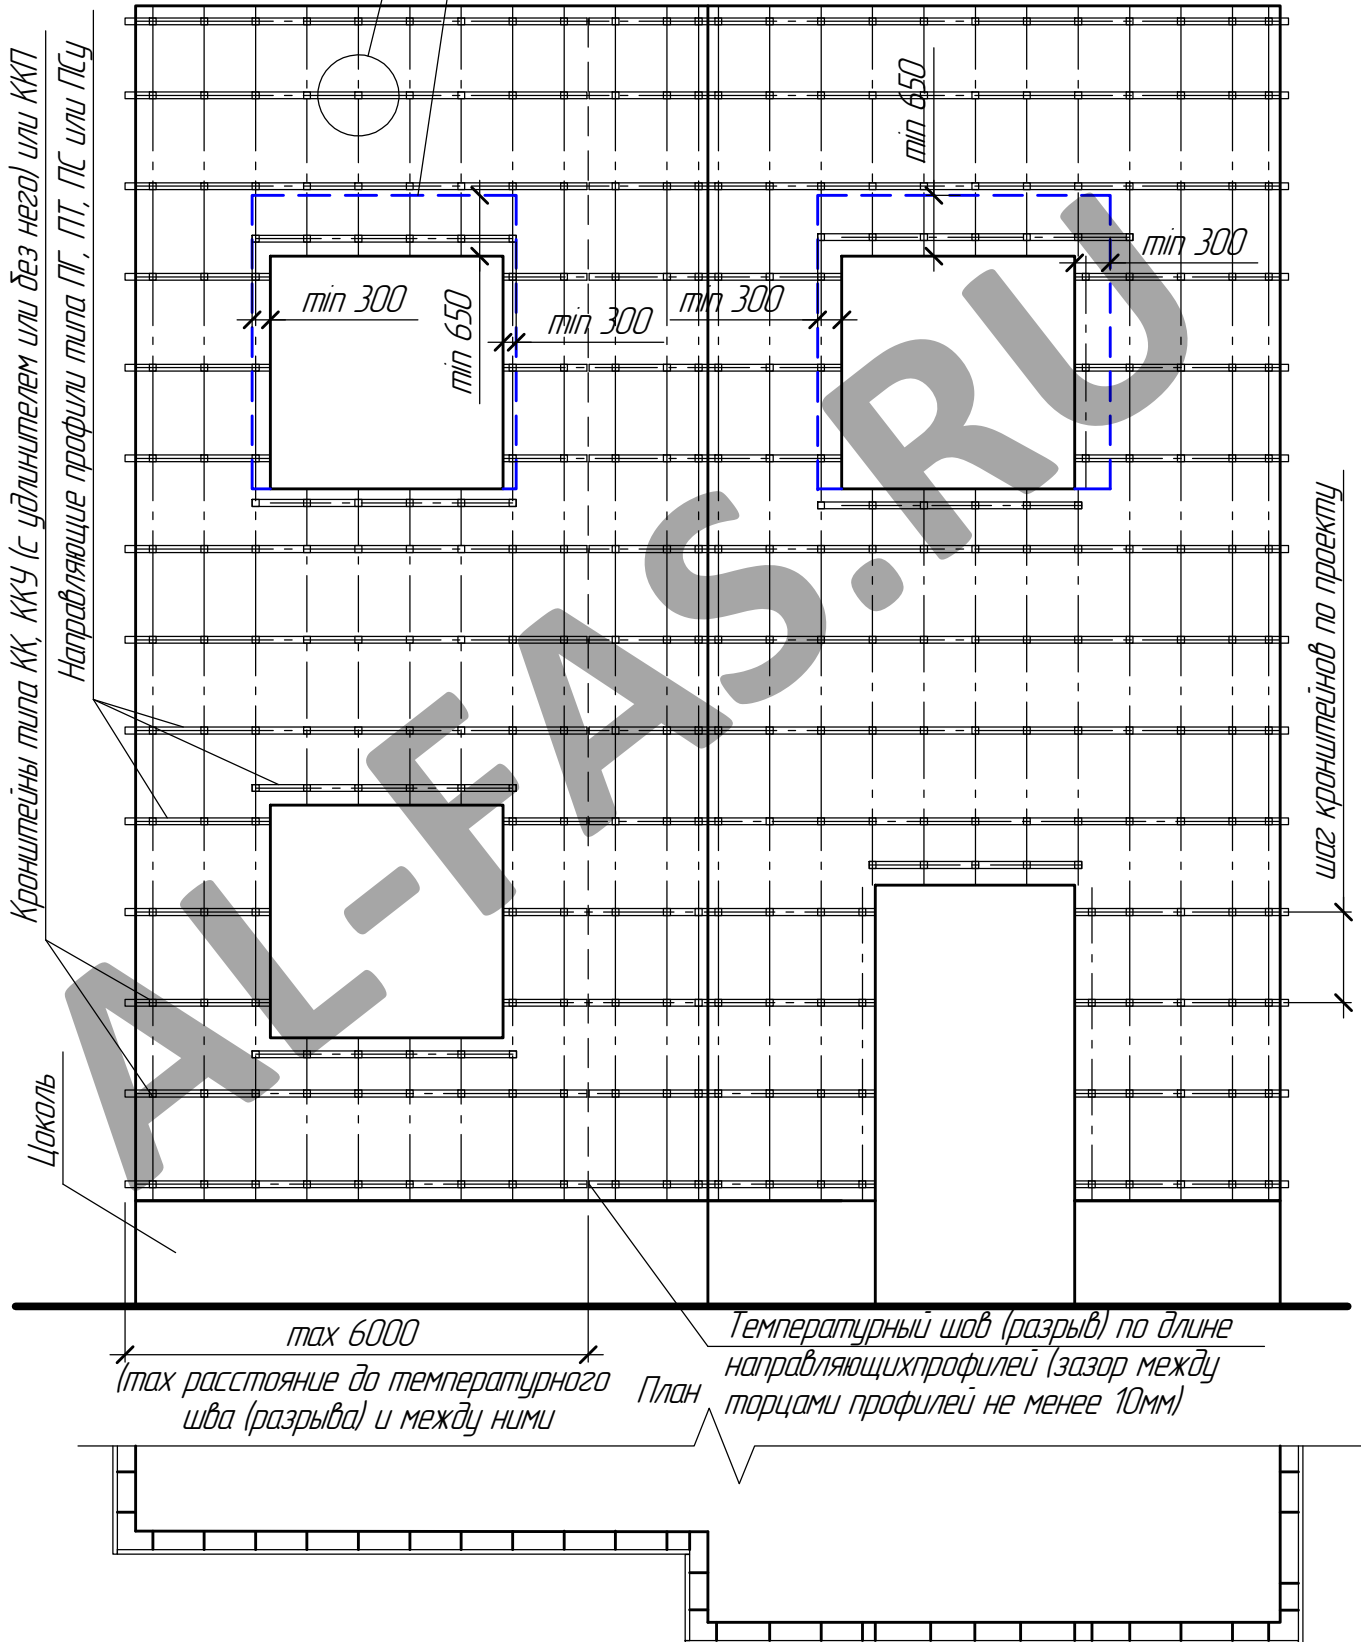 Кронштейны типа КК, ККУ (с удлинителем или без него) или ККП
Направляющие профили типа ПГ, ПТ, ПС или ПСу
min 650
min 300
min 300
min 650
min 300
min 300
шаг кронштейнов по проекту
AL-FAS.RU
Цоколь
max 6000
(max расстояние до температурного
шва (разрыва) и между ними
Температурный шов (разрыв) по длине
направляющихпрофилей (зазор между
торцами профилей не менее 10мм)
План